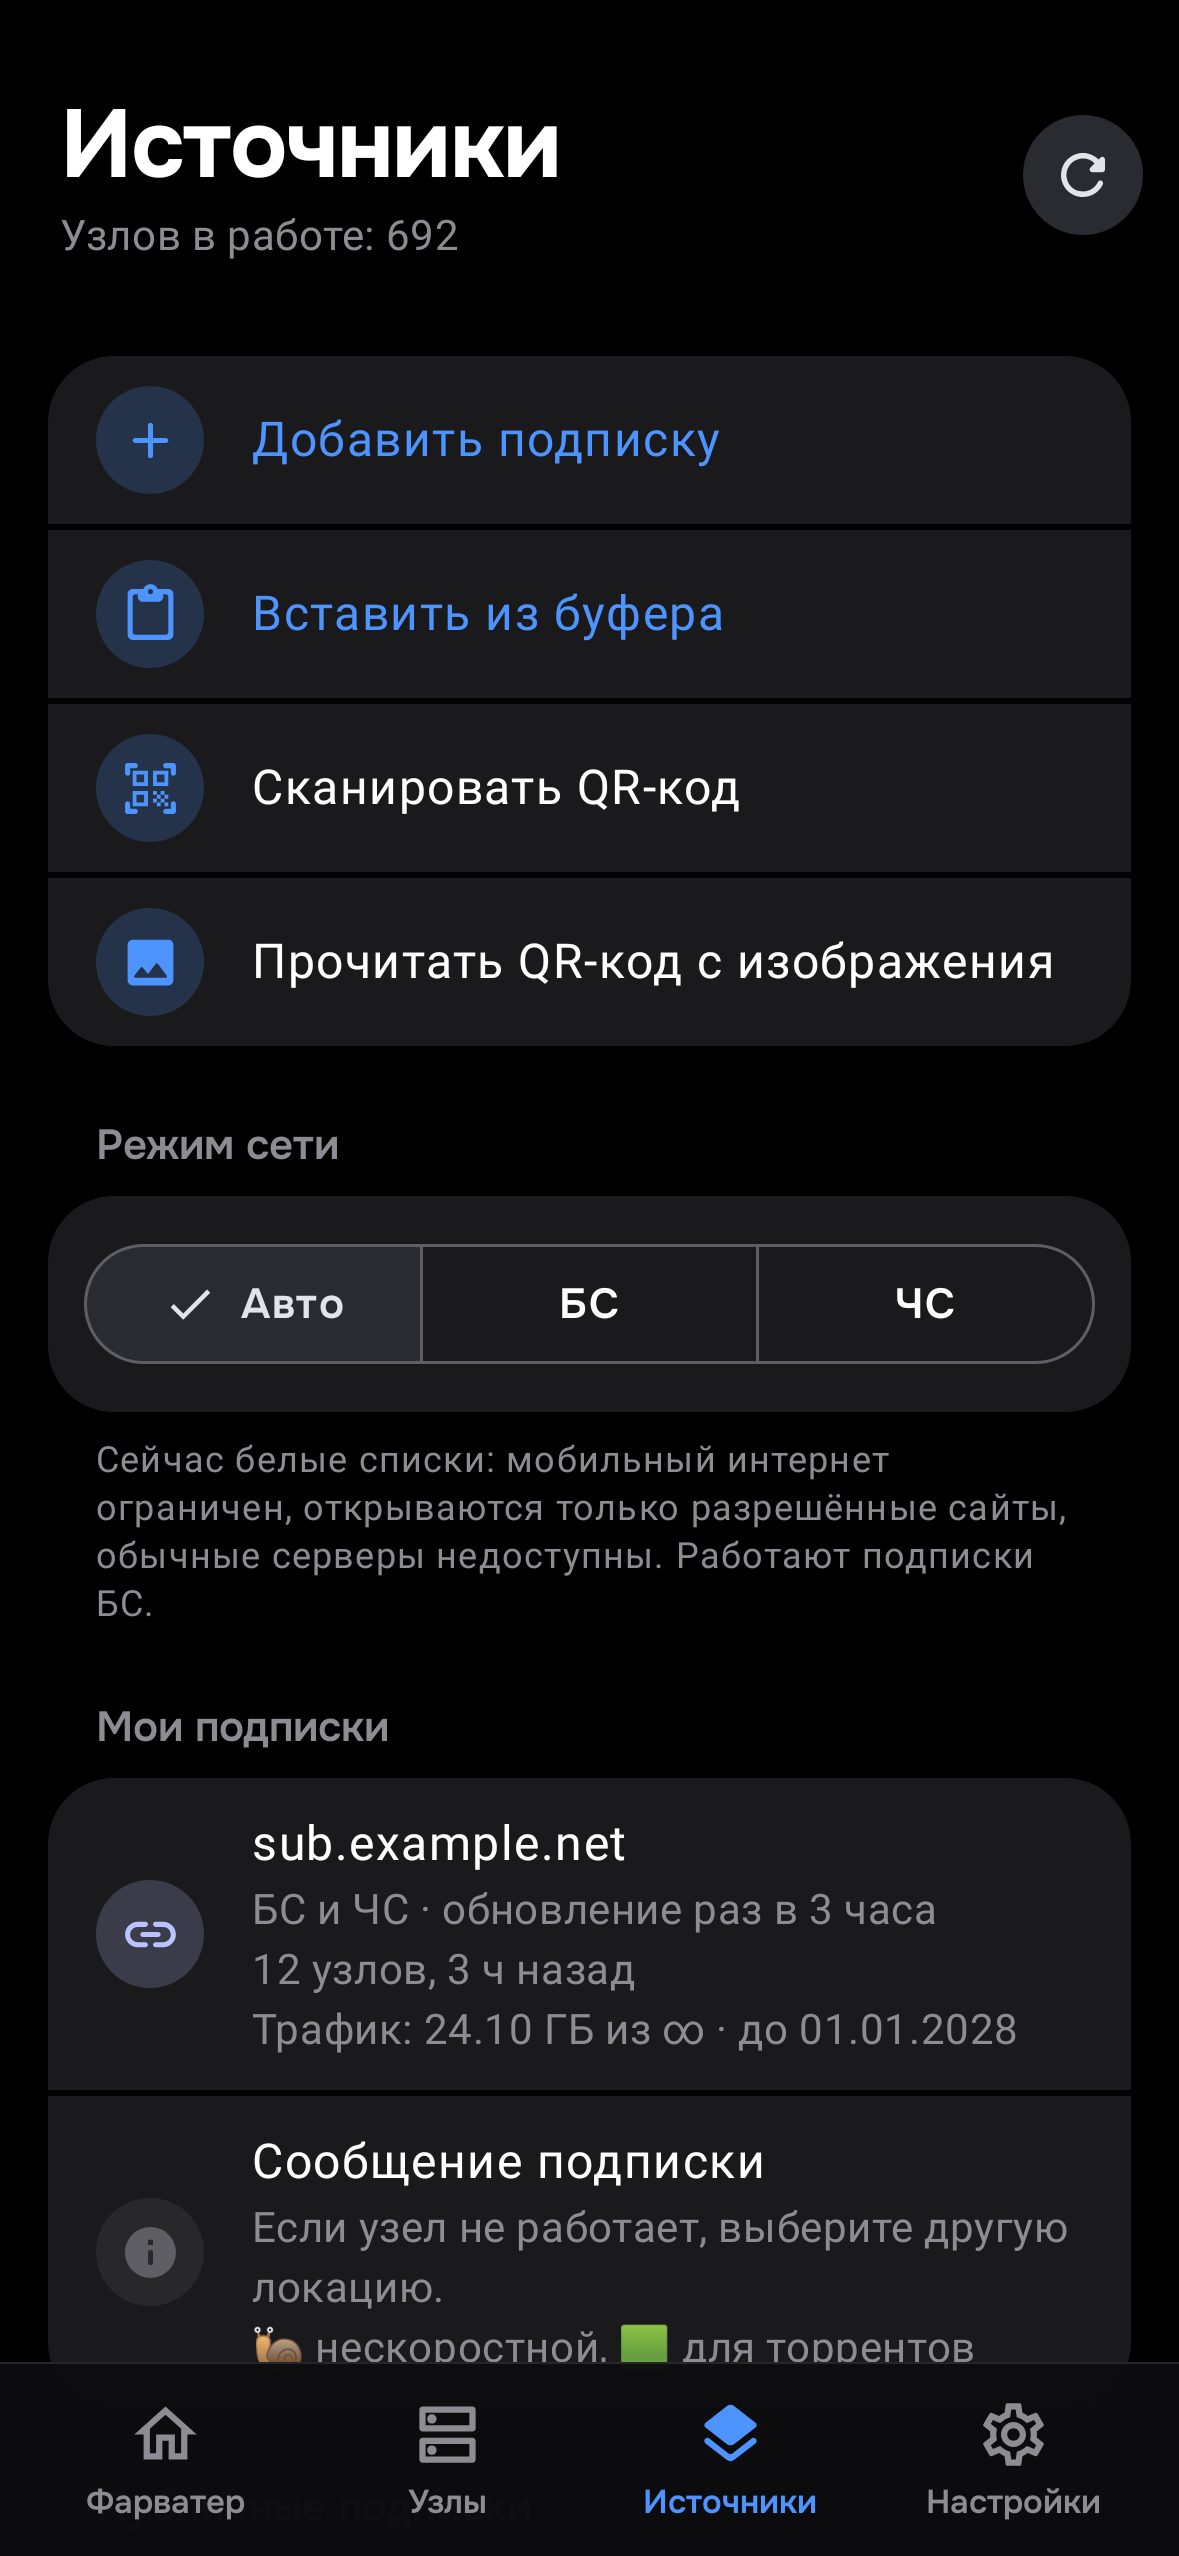 Источники
Узлов в работе: 692
Добавить подписку
Вставить из буфера
Сканировать QR-код
Прочитать QR-код с изображения
Режим сети
Авто
БС
ЧС
Сейчас белые списки: мобильный интернет
ограничен, открываются только разрешённые сайты,
обычные серверы недоступны. Работают подписки
БС.
Мои подписки
sub.example.net
БС и ЧС · обновление раз в 3 часа
12 узлов, 3 ч назад
Трафик: 24.10 ГБ из ∞ · до 01.01.2028
Сообщение подписки
Если узел не работает, выберите другую
локацию.
🐌 нескоростной, 🟩 для торрентов
Фарватер
Узлы
Источники
Настройки